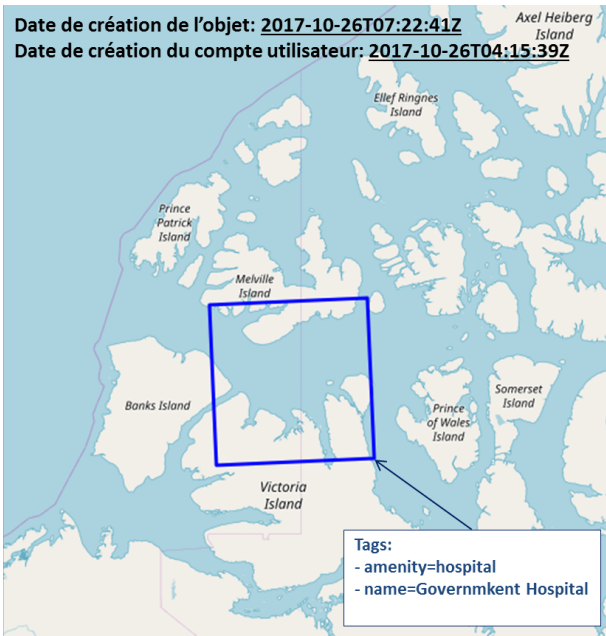 Date de création de l’objet: 2017-10-26T07:22:41Z
Date de création du compte utilisateur: 2017-10-26T04:15:39Z
Axel Heiberg
Island
Ellef Ringnes
Island
Prince
Patrick
Island
Melville
Island
Banks Island
Somerset
Island
Prince
of Wales
Island
Victoria
Island
Tags:
- amenity=hospital
- name=Governmkent Hospital